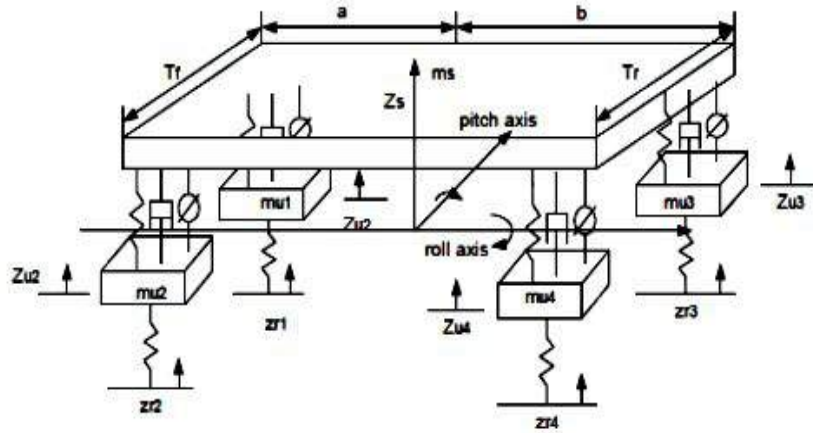 a
b
Tf
Tr
ms
Zs
pitch axis
mu1
mu3
Zu2
Zu3
roll axis
Zu2
mu2
mu4
Zu4
zr1
zr3
zr2
zr4